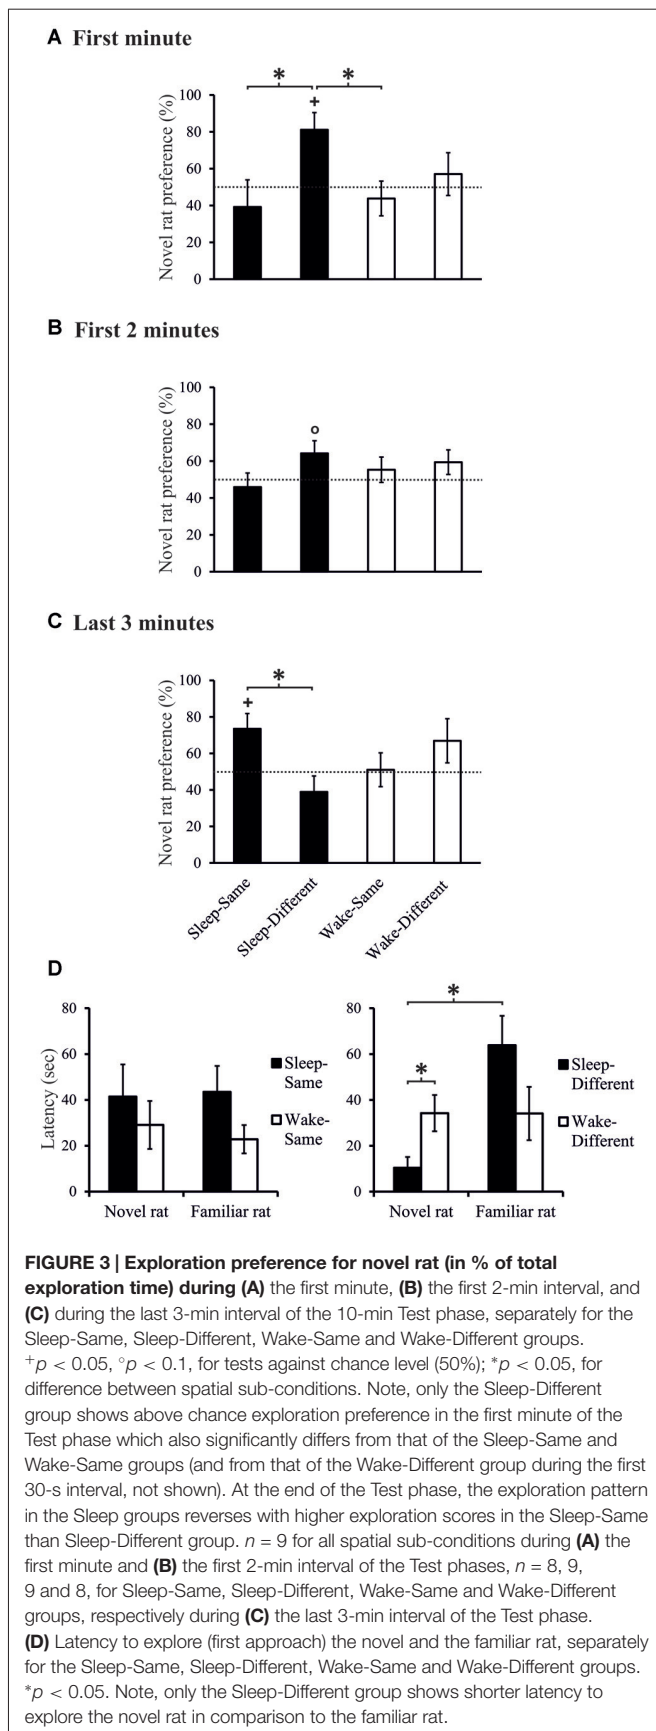 A First minute
* *
+
Novel rat preference (%)
100
80
60
40
20
0
B First 2 minutes
Novel rat preference (%)
100
80
60
40
20
0
o
C Last 3 minutes
Novel rat preference (%)
100
80
60
40
20
0
*
+
Sleep-Same
Sleep-Different
Wake-Same
Wake-Different
D
Latency (sec)
80
60
40
20
0
Novel rat Familiar rat
Sleep-
Same
Wake-
Same
80
60
40
20
0
*
*
Novel rat Familiar rat
Sleep-
Different
Wake-
Different
FIGURE 3 | Exploration preference for novel rat (in % of total
exploration time) during (A) the first minute, (B) the first 2-min interval, and
(C) during the last 3-min interval of the 10-min Test phase, separately for the
Sleep-Same, Sleep-Different, Wake-Same and Wake-Different groups.
⁺p < 0.05, °p < 0.1, for tests against chance level (50%); *p < 0.05, for
difference between spatial sub-conditions. Note, only the Sleep-Different
group shows above chance exploration preference in the first minute of the
Test phase which also significantly differs from that of the Sleep-Same and
Wake-Same groups (and from that of the Wake-Different group during the first
30-s interval, not shown). At the end of the Test phase, the exploration pattern
in the Sleep groups reverses with higher exploration scores in the Sleep-Same
than Sleep-Different group. n = 9 for all spatial sub-conditions during (A) the
first minute and (B) the first 2-min interval of the Test phases, n = 8, 9,
9 and 8, for Sleep-Same, Sleep-Different, Wake-Same and Wake-Different
groups, respectively during (C) the last 3-min interval of the Test phase.
(D) Latency to explore (first approach) the novel and the familiar rat, separately
for the Sleep-Same, Sleep-Different, Wake-Same and Wake-Different groups.
*p < 0.05. Note, only the Sleep-Different group shows shorter latency to
explore the novel rat in comparison to the familiar rat.